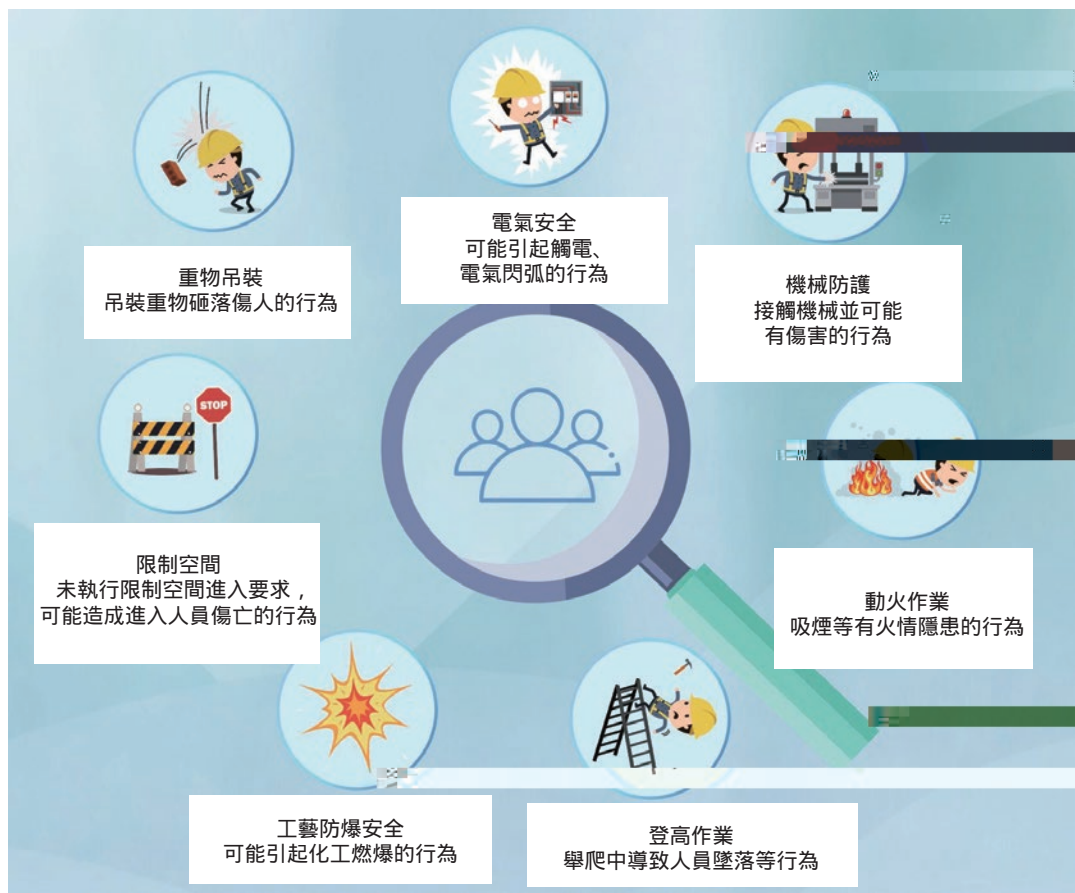 電氣安全
可能引起觸電、
電氣閃弧的行為
重物吊裝
吊裝重物砸落傷人的行為
機械防護
接觸機械並可能
有傷害的行為
STOP
限制空間
未執行限制空間進入要求，
可能造成進入人員傷亡的行為
動火作業
吸煙等有火情隱患的行為
工藝防爆安全
可能引起化工燃爆的行為
登高作業
舉爬中導致人員墜落等行為